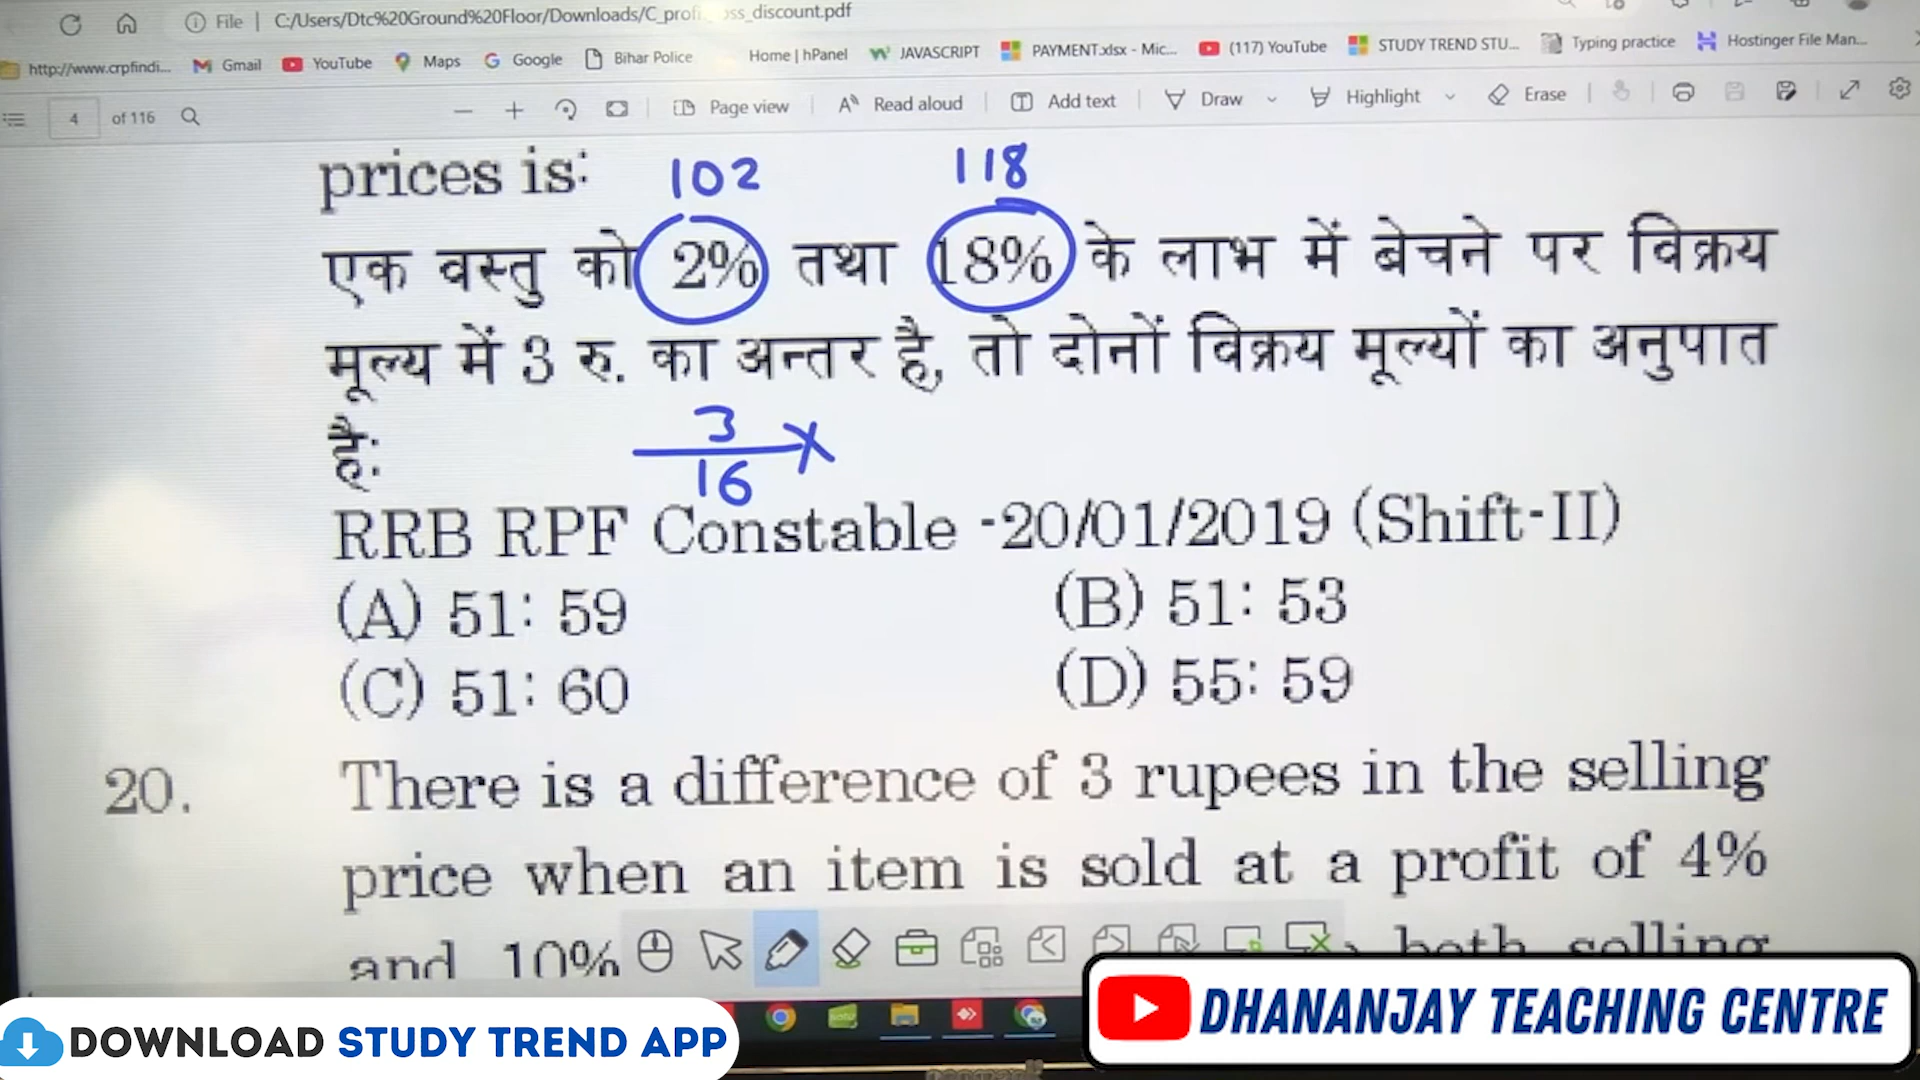 File | C:/Users/Dtc%20Ground%20Floor/Downloads/C_profi oss_discount.pdf
http://www.crpfindi... Gmail YouTube Maps Google Bihar Police Home | hPanel JAVASCRIPT PAYMENT.xlsx - Mic... (117) YouTube STUDY TREND STU... Typing practice Hostinger File Man...
4 of 116 Page view Read aloud Add text Draw Highlight Erase
102 118
prices is:
एक वस्तु को 2% तथा 18% के लाभ में बेचने पर विक्रय
मूल्य में 3 रु. का अन्तर है, तो दोनों विक्रय मूल्यों का अनुपात
है:
3
16 ×
RRB RPF Constable -20/01/2019 (Shift-II)
(A) 51: 59 (B) 51: 53
(C) 51: 60 (D) 55: 59
20. There is a difference of 3 rupees in the selling
price when an item is sold at a profit of 4%
and 10% both selling
DOWNLOAD STUDY TREND APP
DHANANJAY TEACHING CENTRE